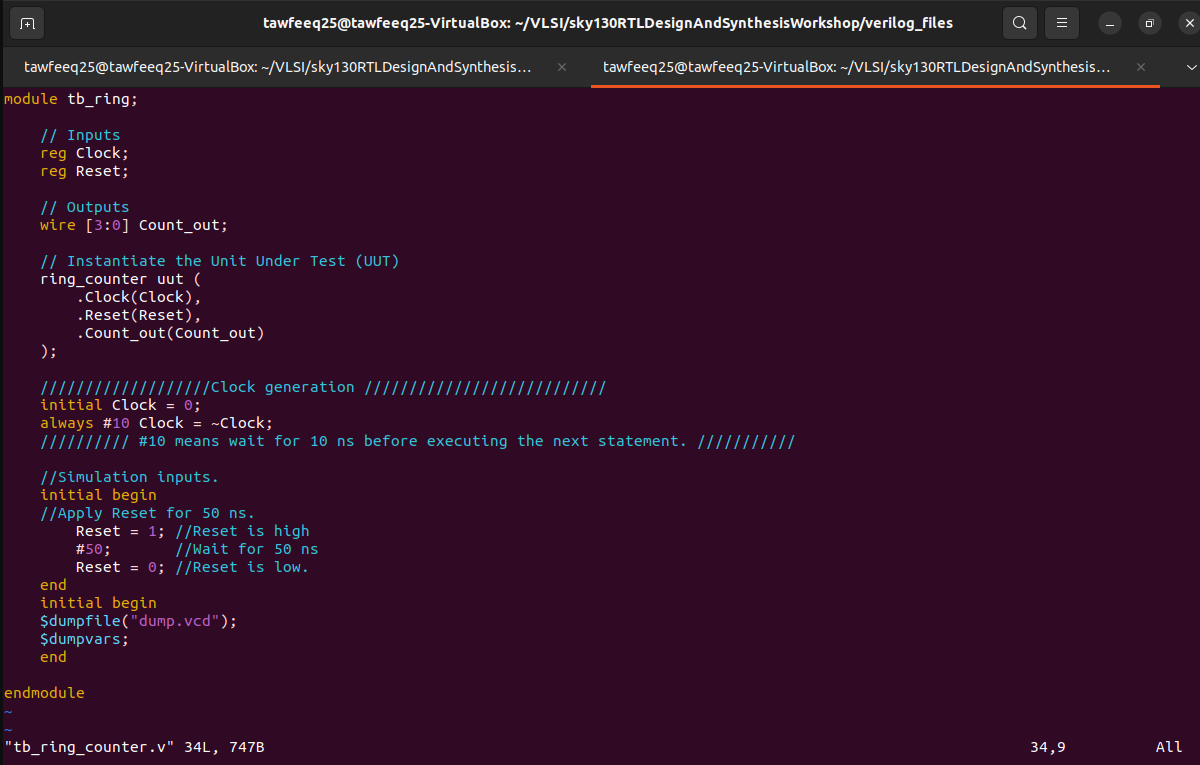 tawfeeq25@tawfeeq25-VirtualBox: ~/VLSI/sky130RTLDesignAndSynthesisWorkshop/verilog_files
tawfeeq25@tawfeeq25-VirtualBox: ~/VLSI/sky130RTLDesignAndSynthesis... × tawfeeq25@tawfeeq25-VirtualBox: ~/VLSI/sky130RTLDesignAndSynthesis... ×
module tb_ring;

    // Inputs
    reg Clock;
    reg Reset;

    // Outputs
    wire [3:0] Count_out;

    // Instantiate the Unit Under Test (UUT)
    ring_counter uut (
        .Clock(Clock),
        .Reset(Reset),
        .Count_out(Count_out)
    );

    ///////////////////Clock generation ///////////////////////////
    initial Clock = 0;
    always #10 Clock = ~Clock;
    ////////// #10 means wait for 10 ns before executing the next statement. ///////////

    //Simulation inputs.
    initial begin
    //Apply Reset for 50 ns.
        Reset = 1; //Reset is high
        #50;       //Wait for 50 ns
        Reset = 0; //Reset is low.
    end
    initial begin
    $dumpfile("dump.vcd");
    $dumpvars;
    end

endmodule
~
~
"tb_ring_counter.v" 34L, 747B 34,9 All